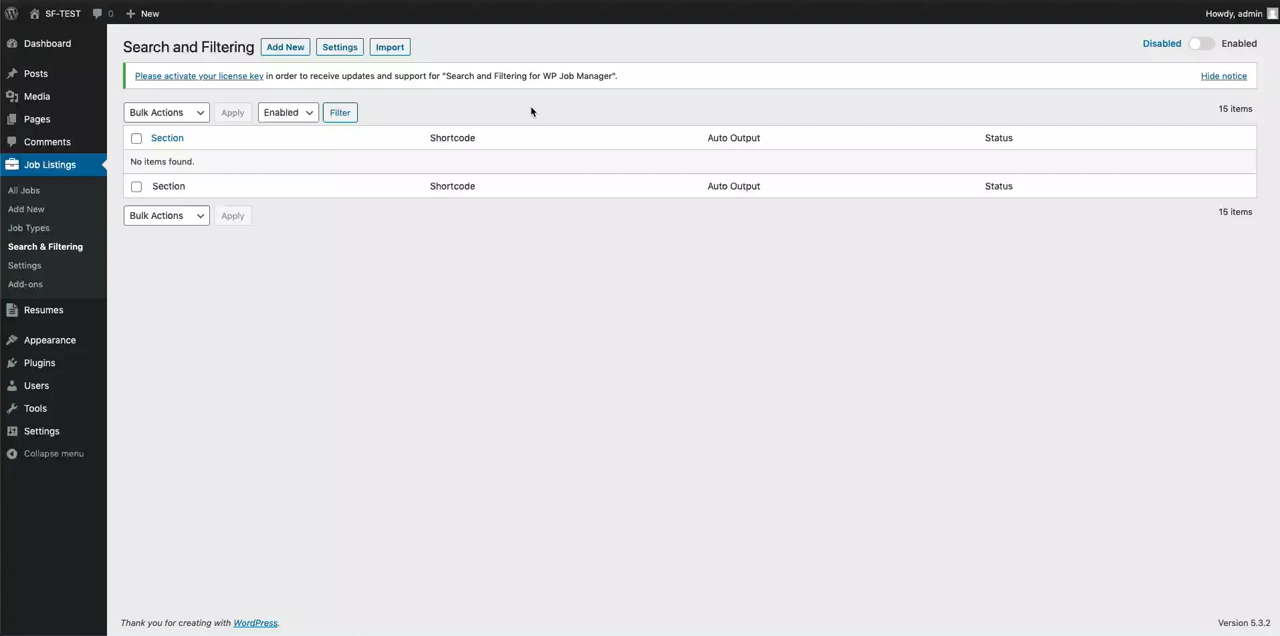 SF-TEST 0 New Howdy, admin
Dashboard
Posts
Media
Pages
Comments
Job Listings
All Jobs
Add New
Job Types
Search & Filtering
Settings
Add-ons
Resumes
Appearance
Plugins
Users
Tools
Settings
Collapse menu
Search and Filtering Add New Settings Import Disabled Enabled
Please activate your license key in order to receive updates and support for "Search and Filtering for WP Job Manager". Hide notice
Bulk Actions Apply Enabled Filter 15 items
Section Shortcode Auto Output Status
No items found.
Section Shortcode Auto Output Status
Bulk Actions Apply 15 items
Thank you for creating with WordPress. Version 5.3.2